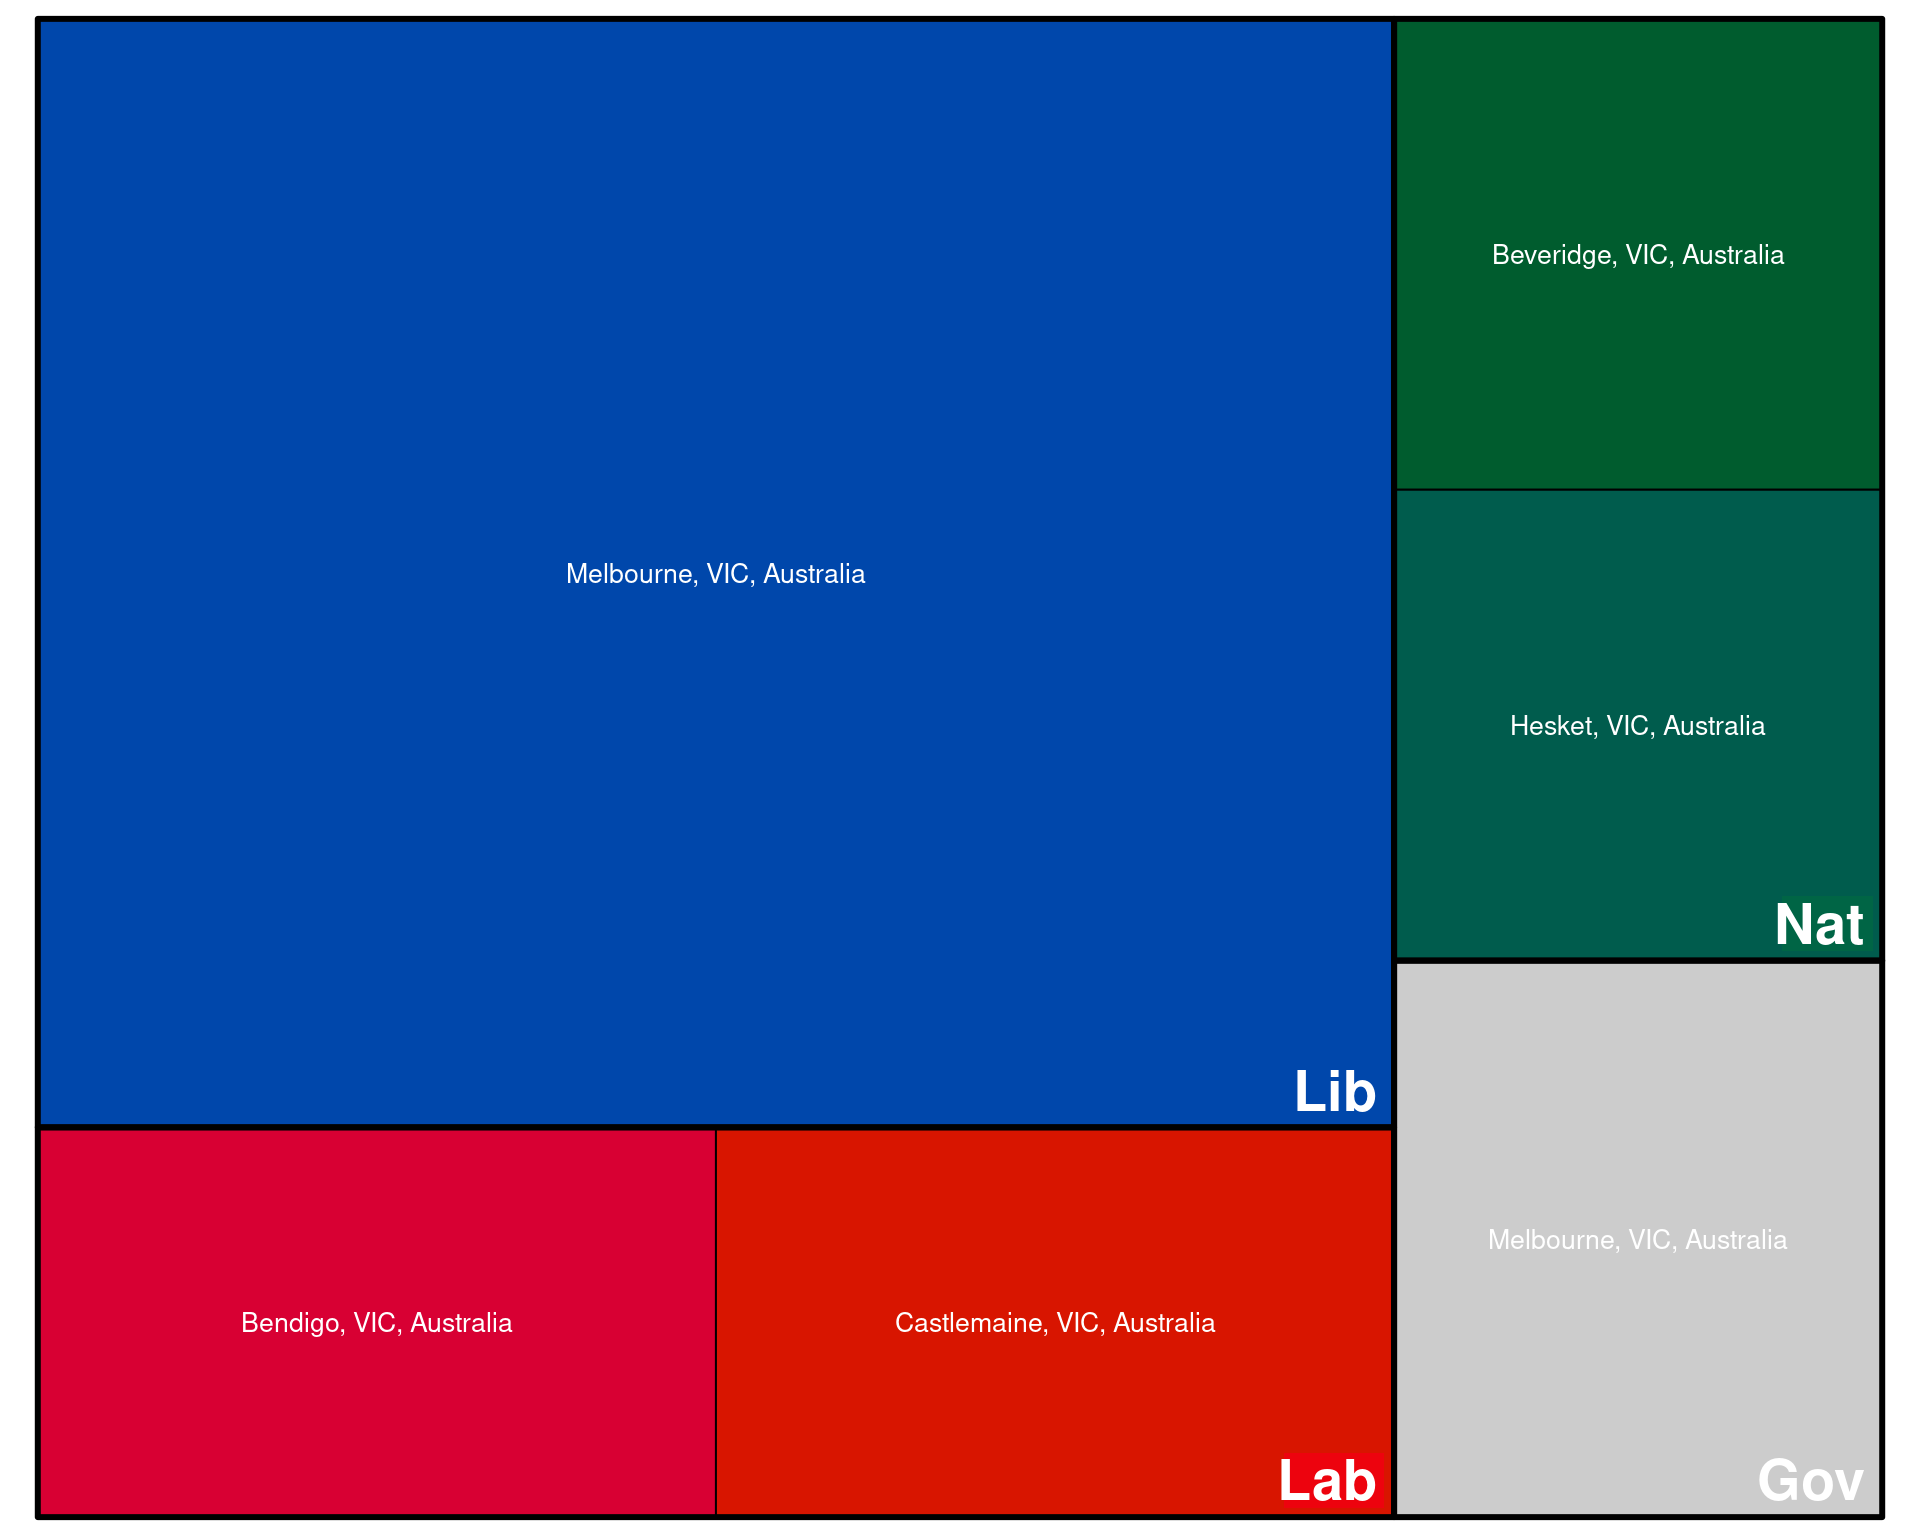 Melbourne, VIC, Australia
Lib
Bendigo, VIC, Australia
Castlemaine, VIC, Australia
Lab
Beveridge, VIC, Australia
Hesket, VIC, Australia
Nat
Melbourne, VIC, Australia
Gov